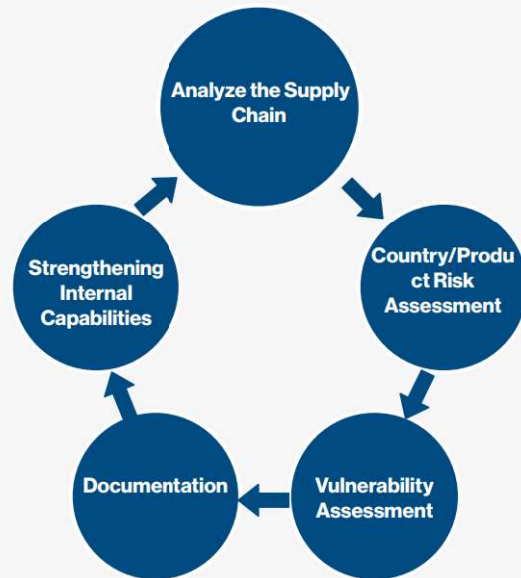 Analyze the Supply
Chain
Country/Produ
ct Risk
Assessment
Vulnerability
Assessment
Documentation
Strengthening
Internal
Capabilities